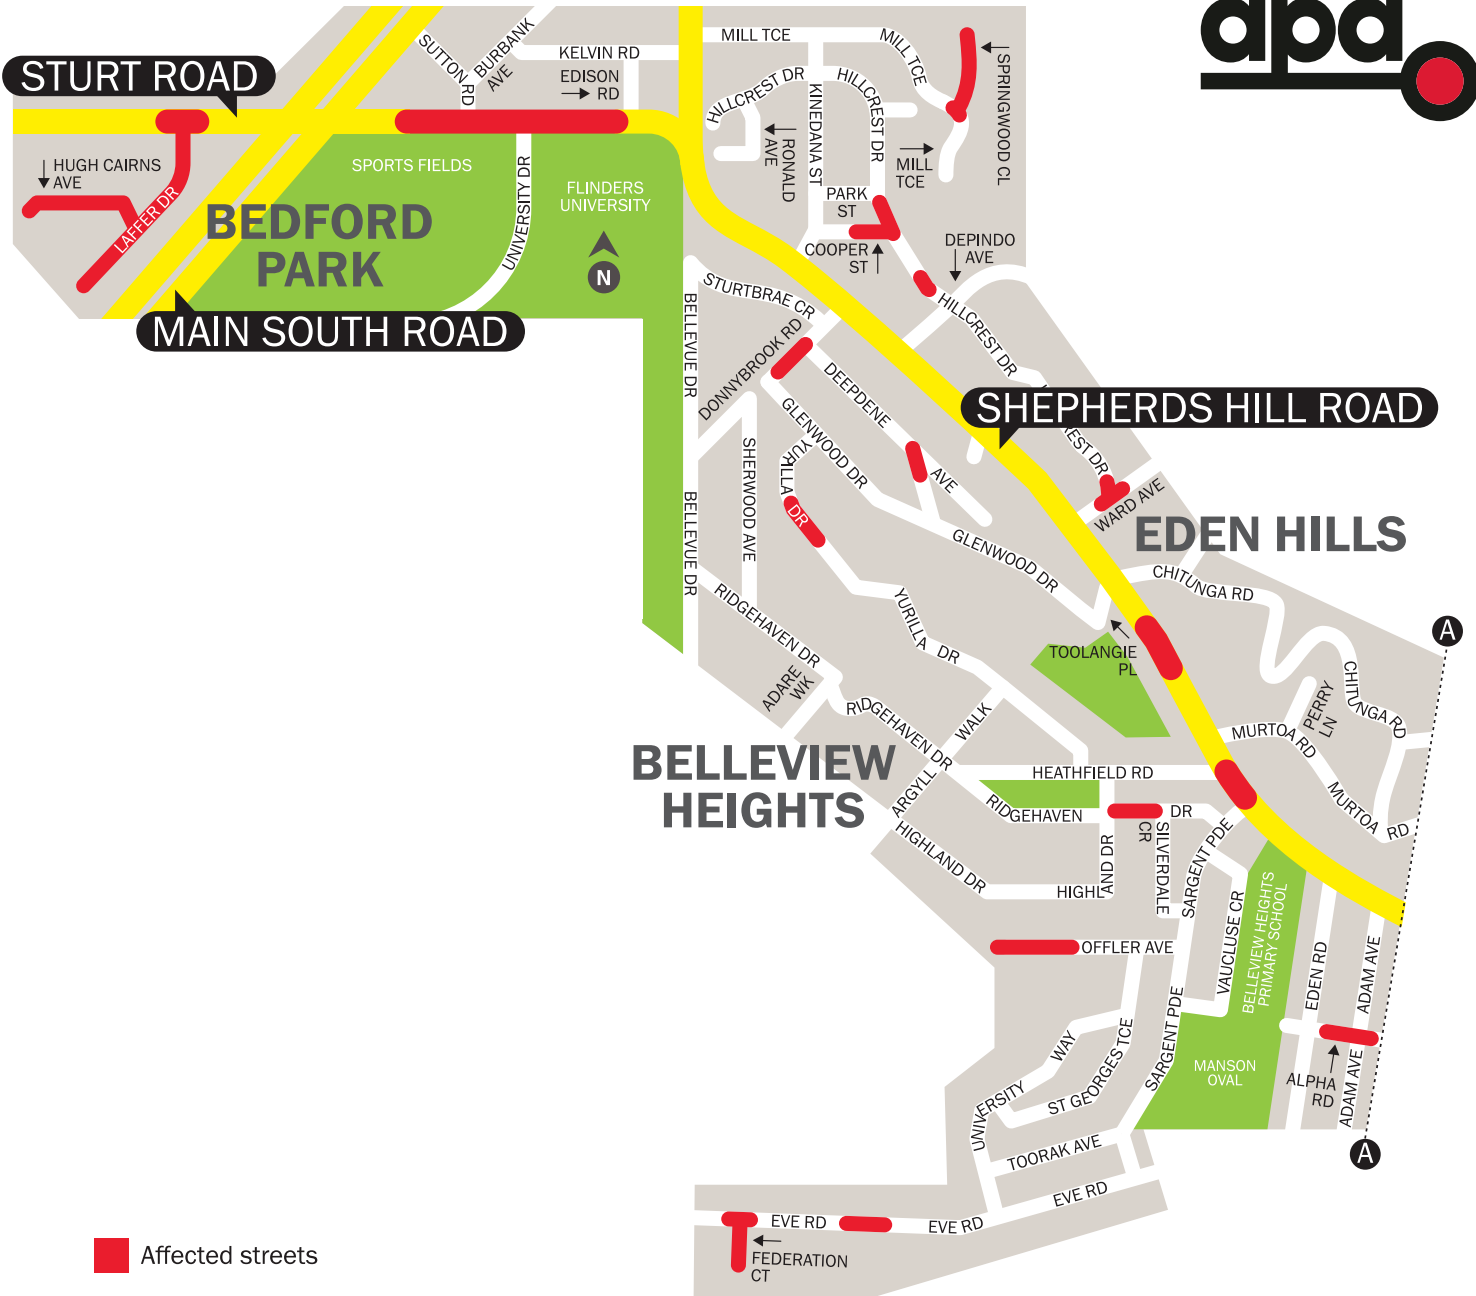 apa
STURT ROAD
SUTTON RD
BURBANK
AVE
KELVIN RD
EDISON
RD
MILL TCE
MILL TCE
SPRINGWOOD CL
HILLCREST DR
HILLCREST DR
KINEDANA ST
RONALD
AVE
MILL
TCE
HUGH CAIRNS
AVE
LAFFER DR
SPORTS FIELDS
UNIVERSITY DR
FLINDERS
UNIVERSITY
BEDFORD
PARK
N
PARK
ST
COOPER
ST
DEPINDO
AVE
MAIN SOUTH ROAD
STURTBRAE CR
BELLEVUE DR
DONNYBROOK RD
DEEPDENE
AVE
HILLCREST DR
SHEPHERDS HILL ROAD
REST DR
WARD AVE
EDEN HILLS
GLENWOOD DR
SHERWOOD AVE
YURILLA
DR
BELLEVUE DR
GLENWOOD DR
CHITUNGA RD
RIDGEHAVEN DR
YURILLA DR
TOOLANGIE
PL
A
ADARE
WK
RIDGEHAVEN DR
WALK
ARGYLL
PERRY
LN
CHITUNGA RD
MURTOA RD
MURTOA RD
BELLEVIEW
HEIGHTS
HEATHFIELD RD
RIDGEHAVEN
DR
HIGHLAND DR
HIGHLAND DR
SILVERDALE
CR
SARGENT PDE
VAUCLUSE CR
BELLEVIEW HEIGHTS
PRIMARY SCHOOL
OFFLER AVE
EDEN RD
ADAM AVE
SARGENT PDE
MANSON
OVAL
ALPHA
RD
ADAM AVE
A
UNIVERSITY
WAY
ST GEORGES TCE
TOORAK AVE
EVE RD
EVE RD
EVE RD
FEDERATION
CT
Affected streets